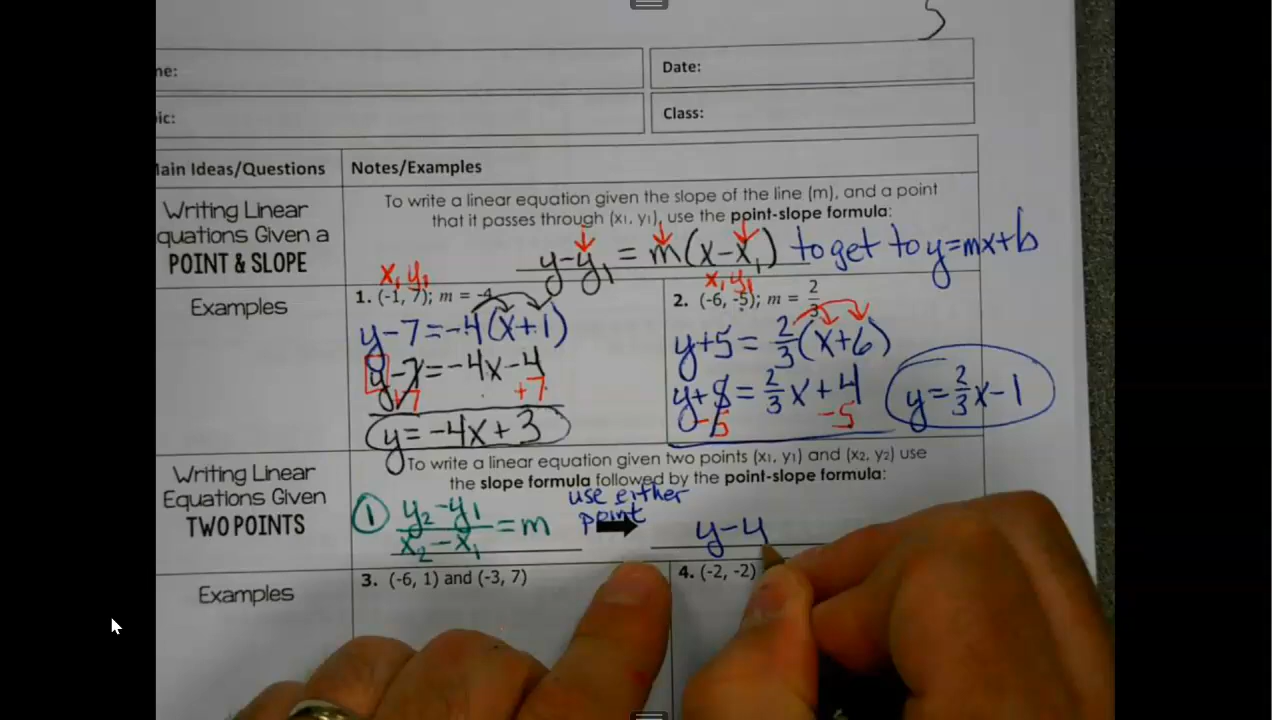 me:
Date:
pic:
Class:
Main Ideas/Questions
Notes/Examples
Writing Linear
quations Given a
POINT & SLOPE
To write a linear equation given the slope of the line (m), and a point
that it passes through (x₁, y₁), use the point-slope formula:
y-y₁ = m(x-x₁) to get to y=mx+b
Examples
x₁ y₁
1. (-1, 7); m = -4
y-7=-4(x+1)
y-7=-4x-4
+7 +7
y=-4x+3
x₁ y₁
2. (-6, -5); m = 2/3
y+5=2/3(x+6)
y+5=2/3x+4
-5 -5
y=2/3x-1
Writing Linear
Equations Given
TWO POINTS
To write a linear equation given two points (x₁, y₁) and (x₂, y₂) use
the slope formula followed by the point-slope formula:
① y₂-y₁/x₂-x₁ = m
use either
point
y-y
Examples
3. (-6, 1) and (-3, 7)
4. (-2, -2)